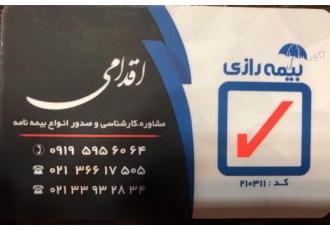 اقدامی
مشاوره.کارشناسی و صدور انواع بیمه نامه
۰۹۱۹ ۵۹۵ ۶۰ ۶۴
۰۲۱ ۳۶۶ ۱۷ ۵۰۵
۰۲۱ ۳۳ ۹۳ ۲۸ ۳۴
آگهی
بیمه رازی
کد : ۲۱۰۳۱۱